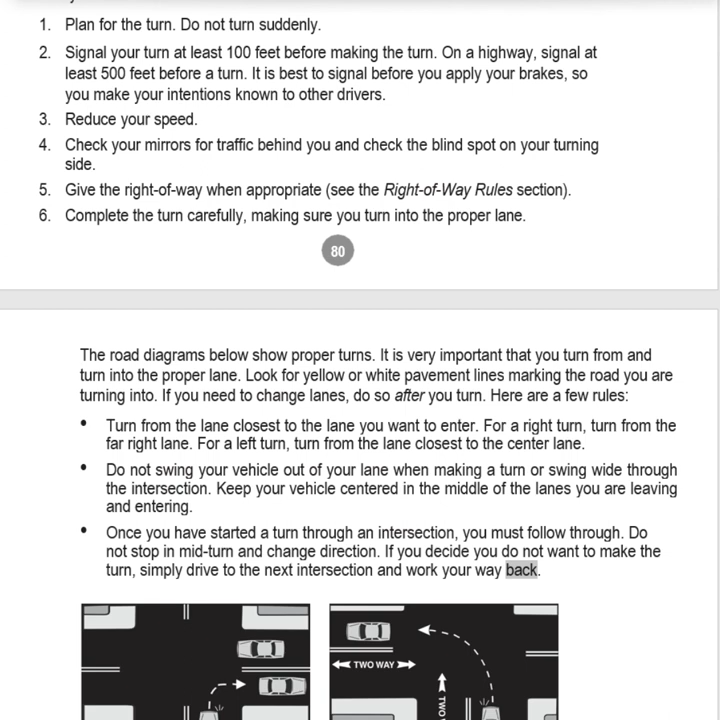 1. Plan for the turn. Do not turn suddenly.
2. Signal your turn at least 100 feet before making the turn. On a highway, signal at
least 500 feet before a turn. It is best to signal before you apply your brakes, so
you make your intentions known to other drivers.
3. Reduce your speed.
4. Check your mirrors for traffic behind you and check the blind spot on your turning
side.
5. Give the right-of-way when appropriate (see the Right-of-Way Rules section).
6. Complete the turn carefully, making sure you turn into the proper lane.
80
The road diagrams below show proper turns. It is very important that you turn from and
turn into the proper lane. Look for yellow or white pavement lines marking the road you are
turning into. If you need to change lanes, do so after you turn. Here are a few rules:
• Turn from the lane closest to the lane you want to enter. For a right turn, turn from the
far right lane. For a left turn, turn from the lane closest to the center lane.
• Do not swing your vehicle out of your lane when making a turn or swing wide through
the intersection. Keep your vehicle centered in the middle of the lanes you are leaving
and entering.
• Once you have started a turn through an intersection, you must follow through. Do
not stop in mid-turn and change direction. If you decide you do not want to make the
turn, simply drive to the next intersection and work your way back.
TWO WAY
TWO